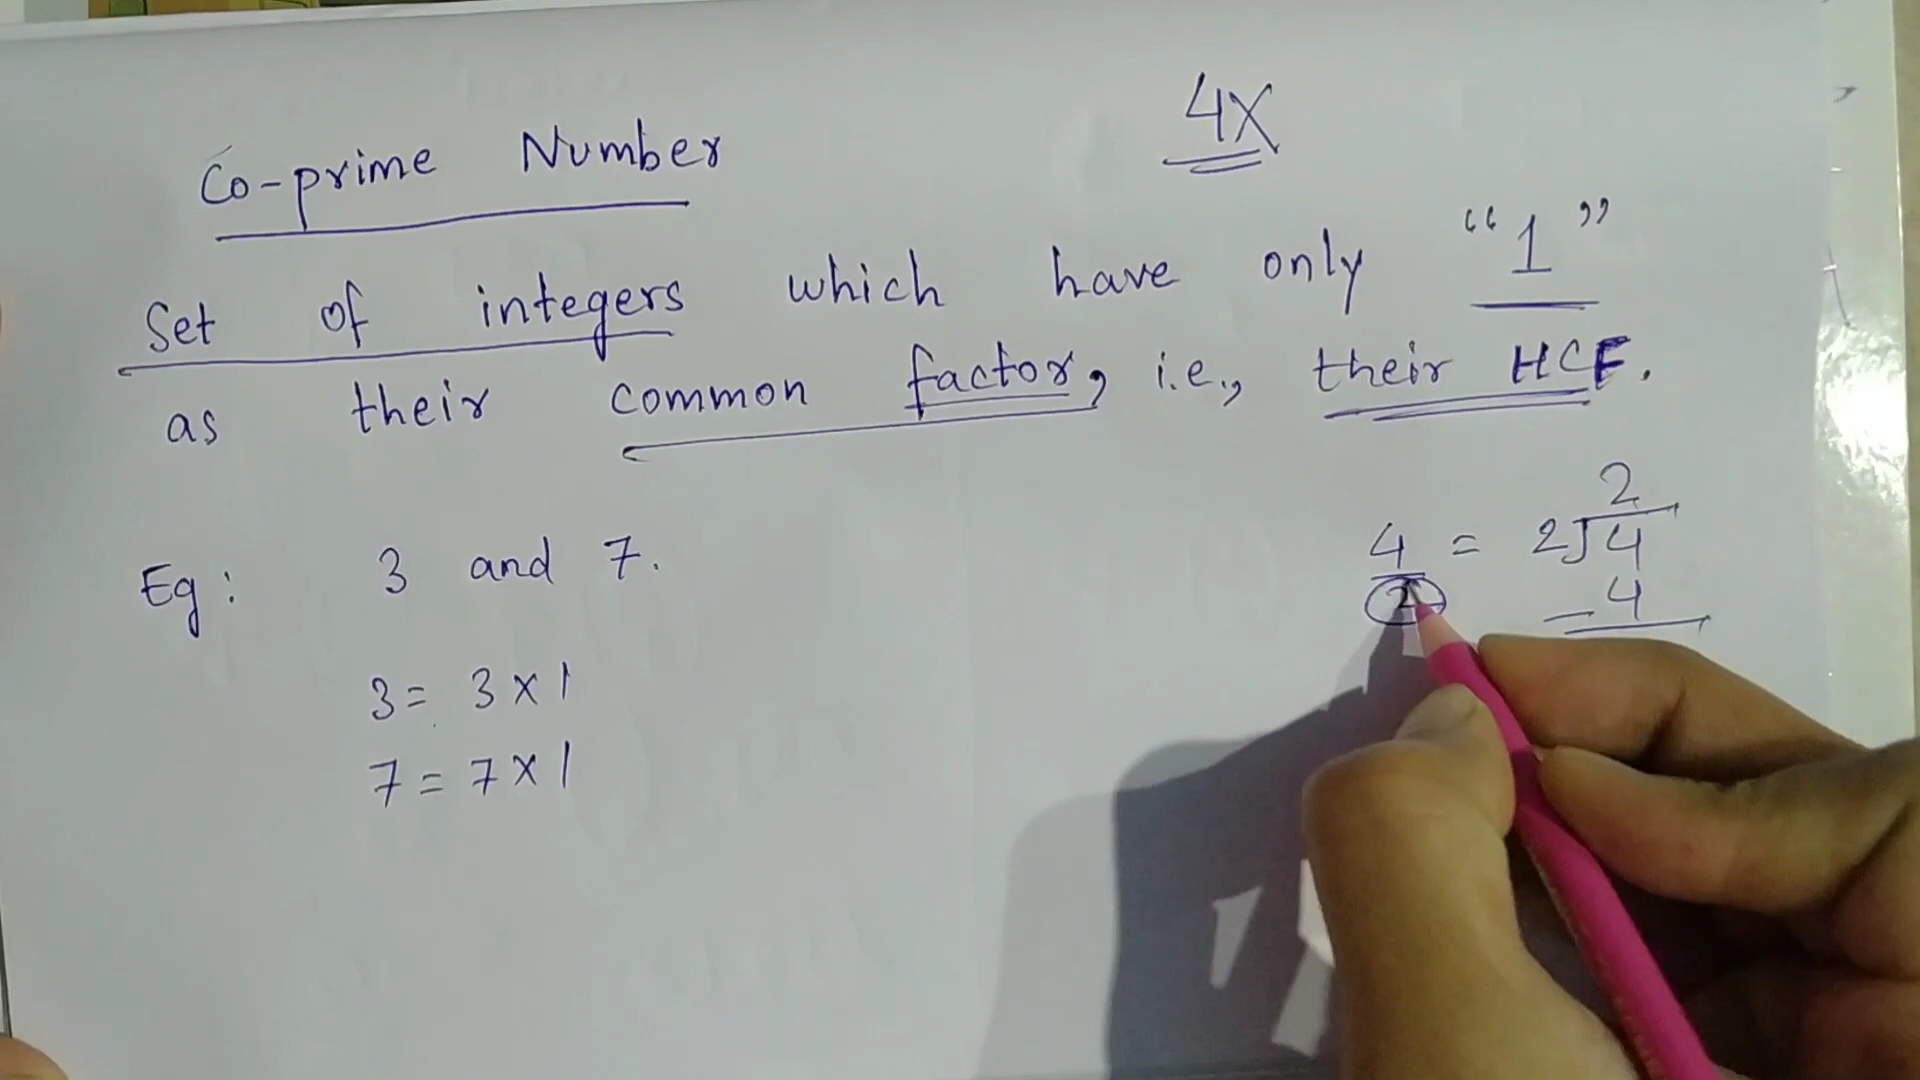 4X
Co-prime Number
Set of integers which have only "1"
as their common factor, i.e., their HCF.
Eg: 3 and 7.
3 = 3 x 1
7 = 7 x 1
2
4 = 2)4
2 - 4